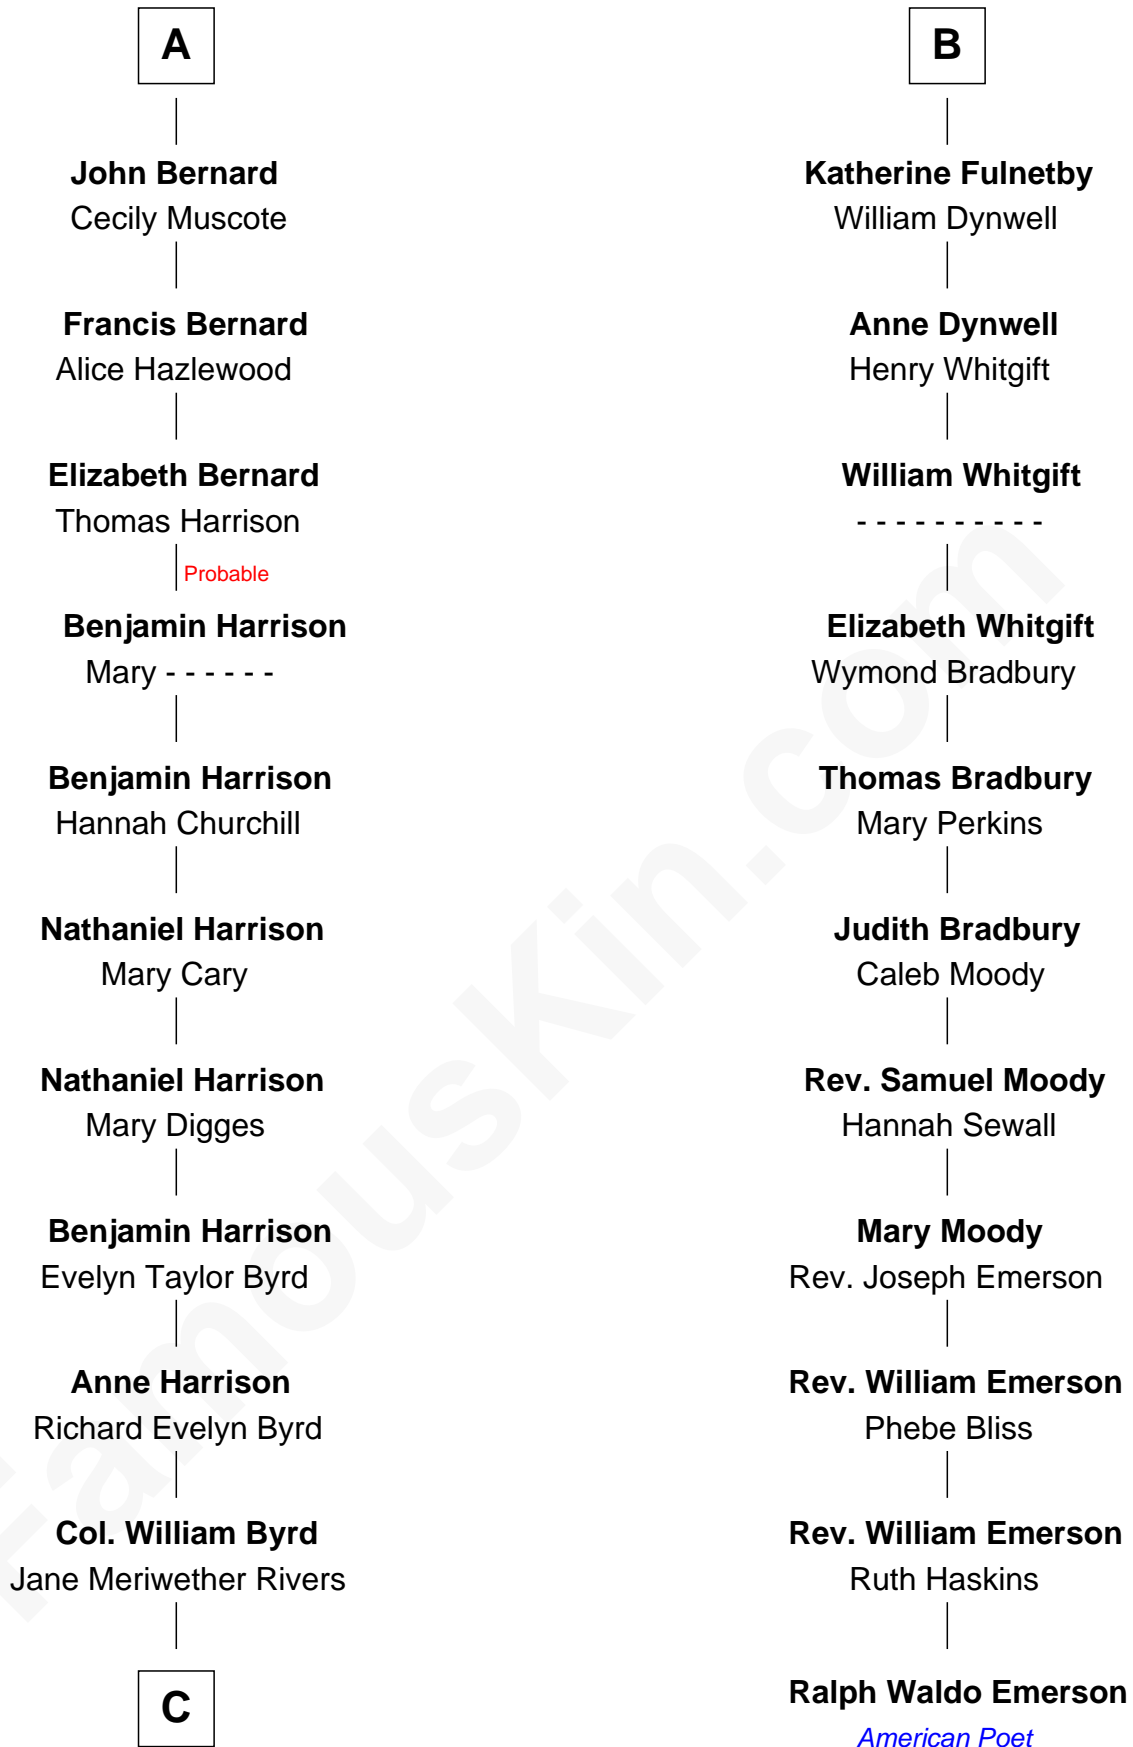 A
John Bernard
Cecily Muscote
Francis Bernard
Alice Hazlewood
Elizabeth Bernard
Thomas Harrison
Probable
Benjamin Harrison
Mary - - - - - -
Benjamin Harrison
Hannah Churchill
Nathaniel Harrison
Mary Cary
Nathaniel Harrison
Mary Digges
Benjamin Harrison
Evelyn Taylor Byrd
Anne Harrison
Richard Evelyn Byrd
Col. William Byrd
Jane Meriwether Rivers
C
B
Katherine Fulnetby
William Dynwell
Anne Dynwell
Henry Whitgift
William Whitgift
- - - - - - - - - -
Elizabeth Whitgift
Wymond Bradbury
Thomas Bradbury
Mary Perkins
Judith Bradbury
Caleb Moody
Rev. Samuel Moody
Hannah Sewall
Mary Moody
Rev. Joseph Emerson
Rev. William Emerson
Phebe Bliss
Rev. William Emerson
Ruth Haskins
Ralph Waldo Emerson
American Poet
FamousKin.com